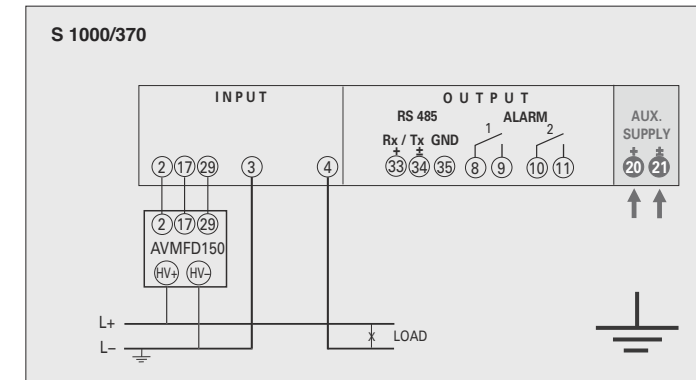 S 1000/370
INPUT
OUTPUT
RS 485
ALARM
AUX.
SUPPLY
1
2
Rx / Tx GND
+ ± + ±
2 17 29 3 4 33 34 35 8 9 10 11 20 21
2 17 29
AVMFD150
HV+ HV–
L+
L–
x LOAD